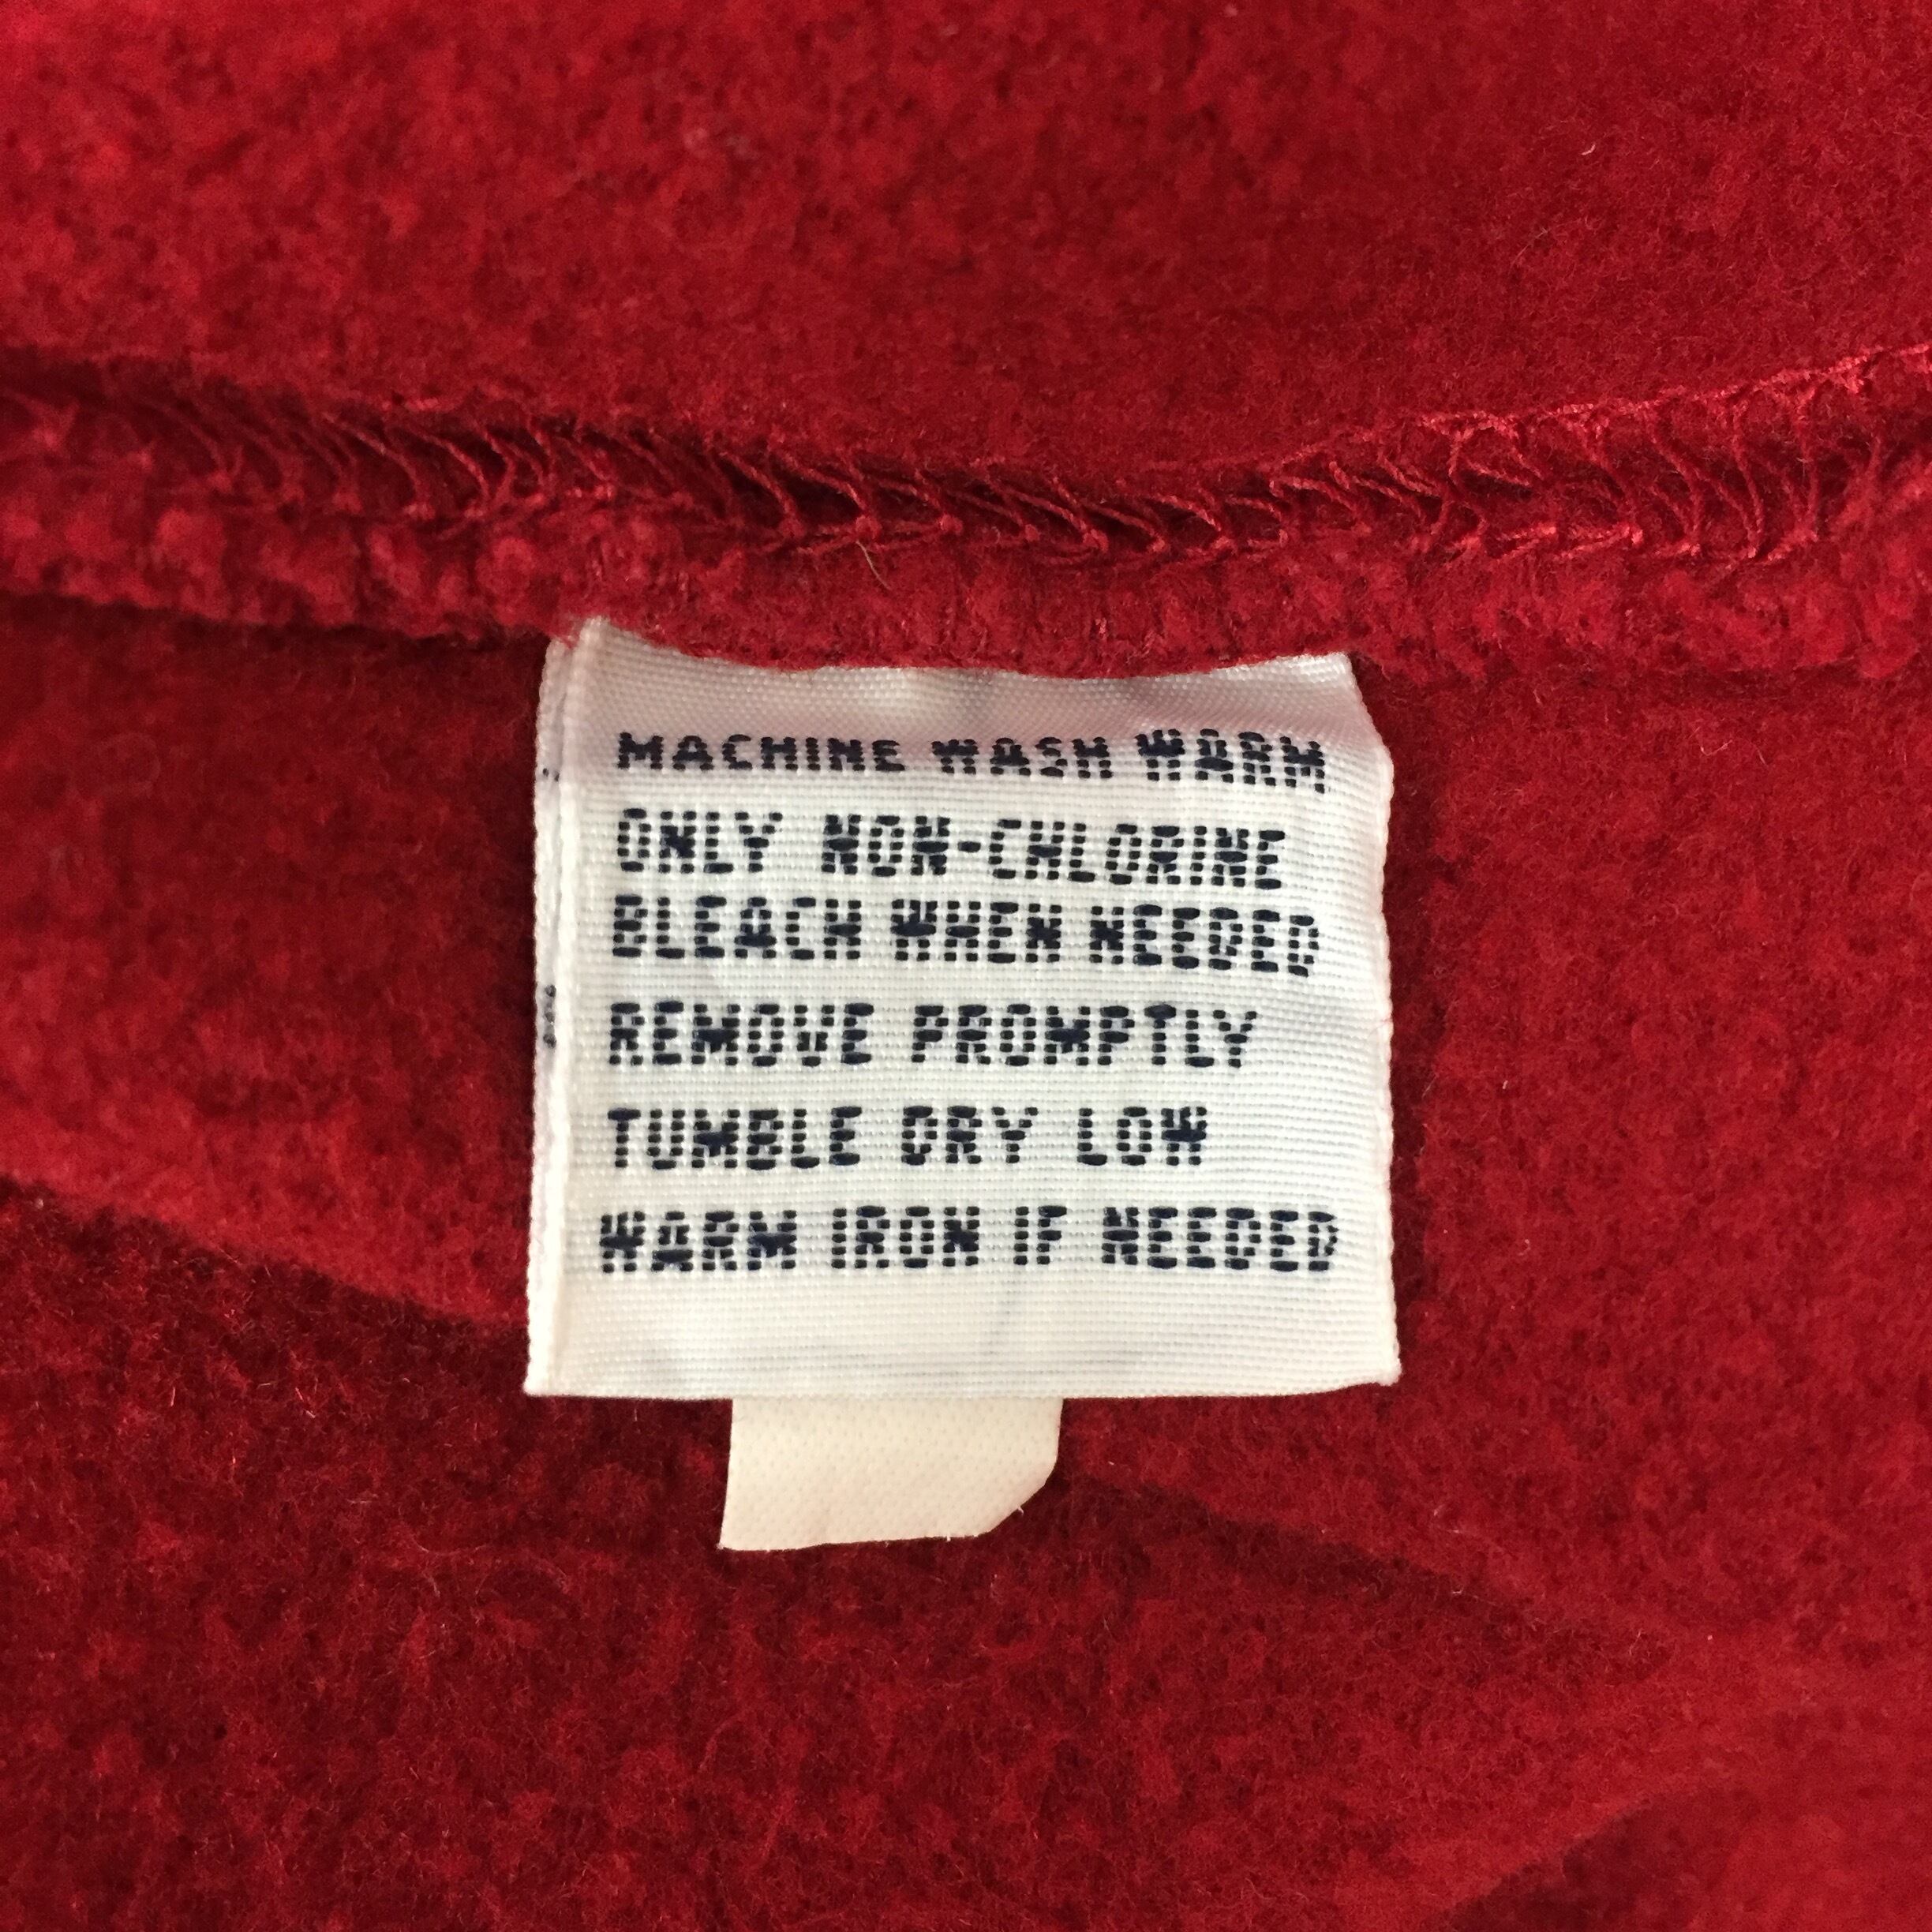 MACHINE WASH WARM
ONLY NON-CHLORINE
BLEACH WHEN NEEDED
REMOVE PROMPTLY
TUMBLE DRY LOW
WARM IRON IF NEEDED